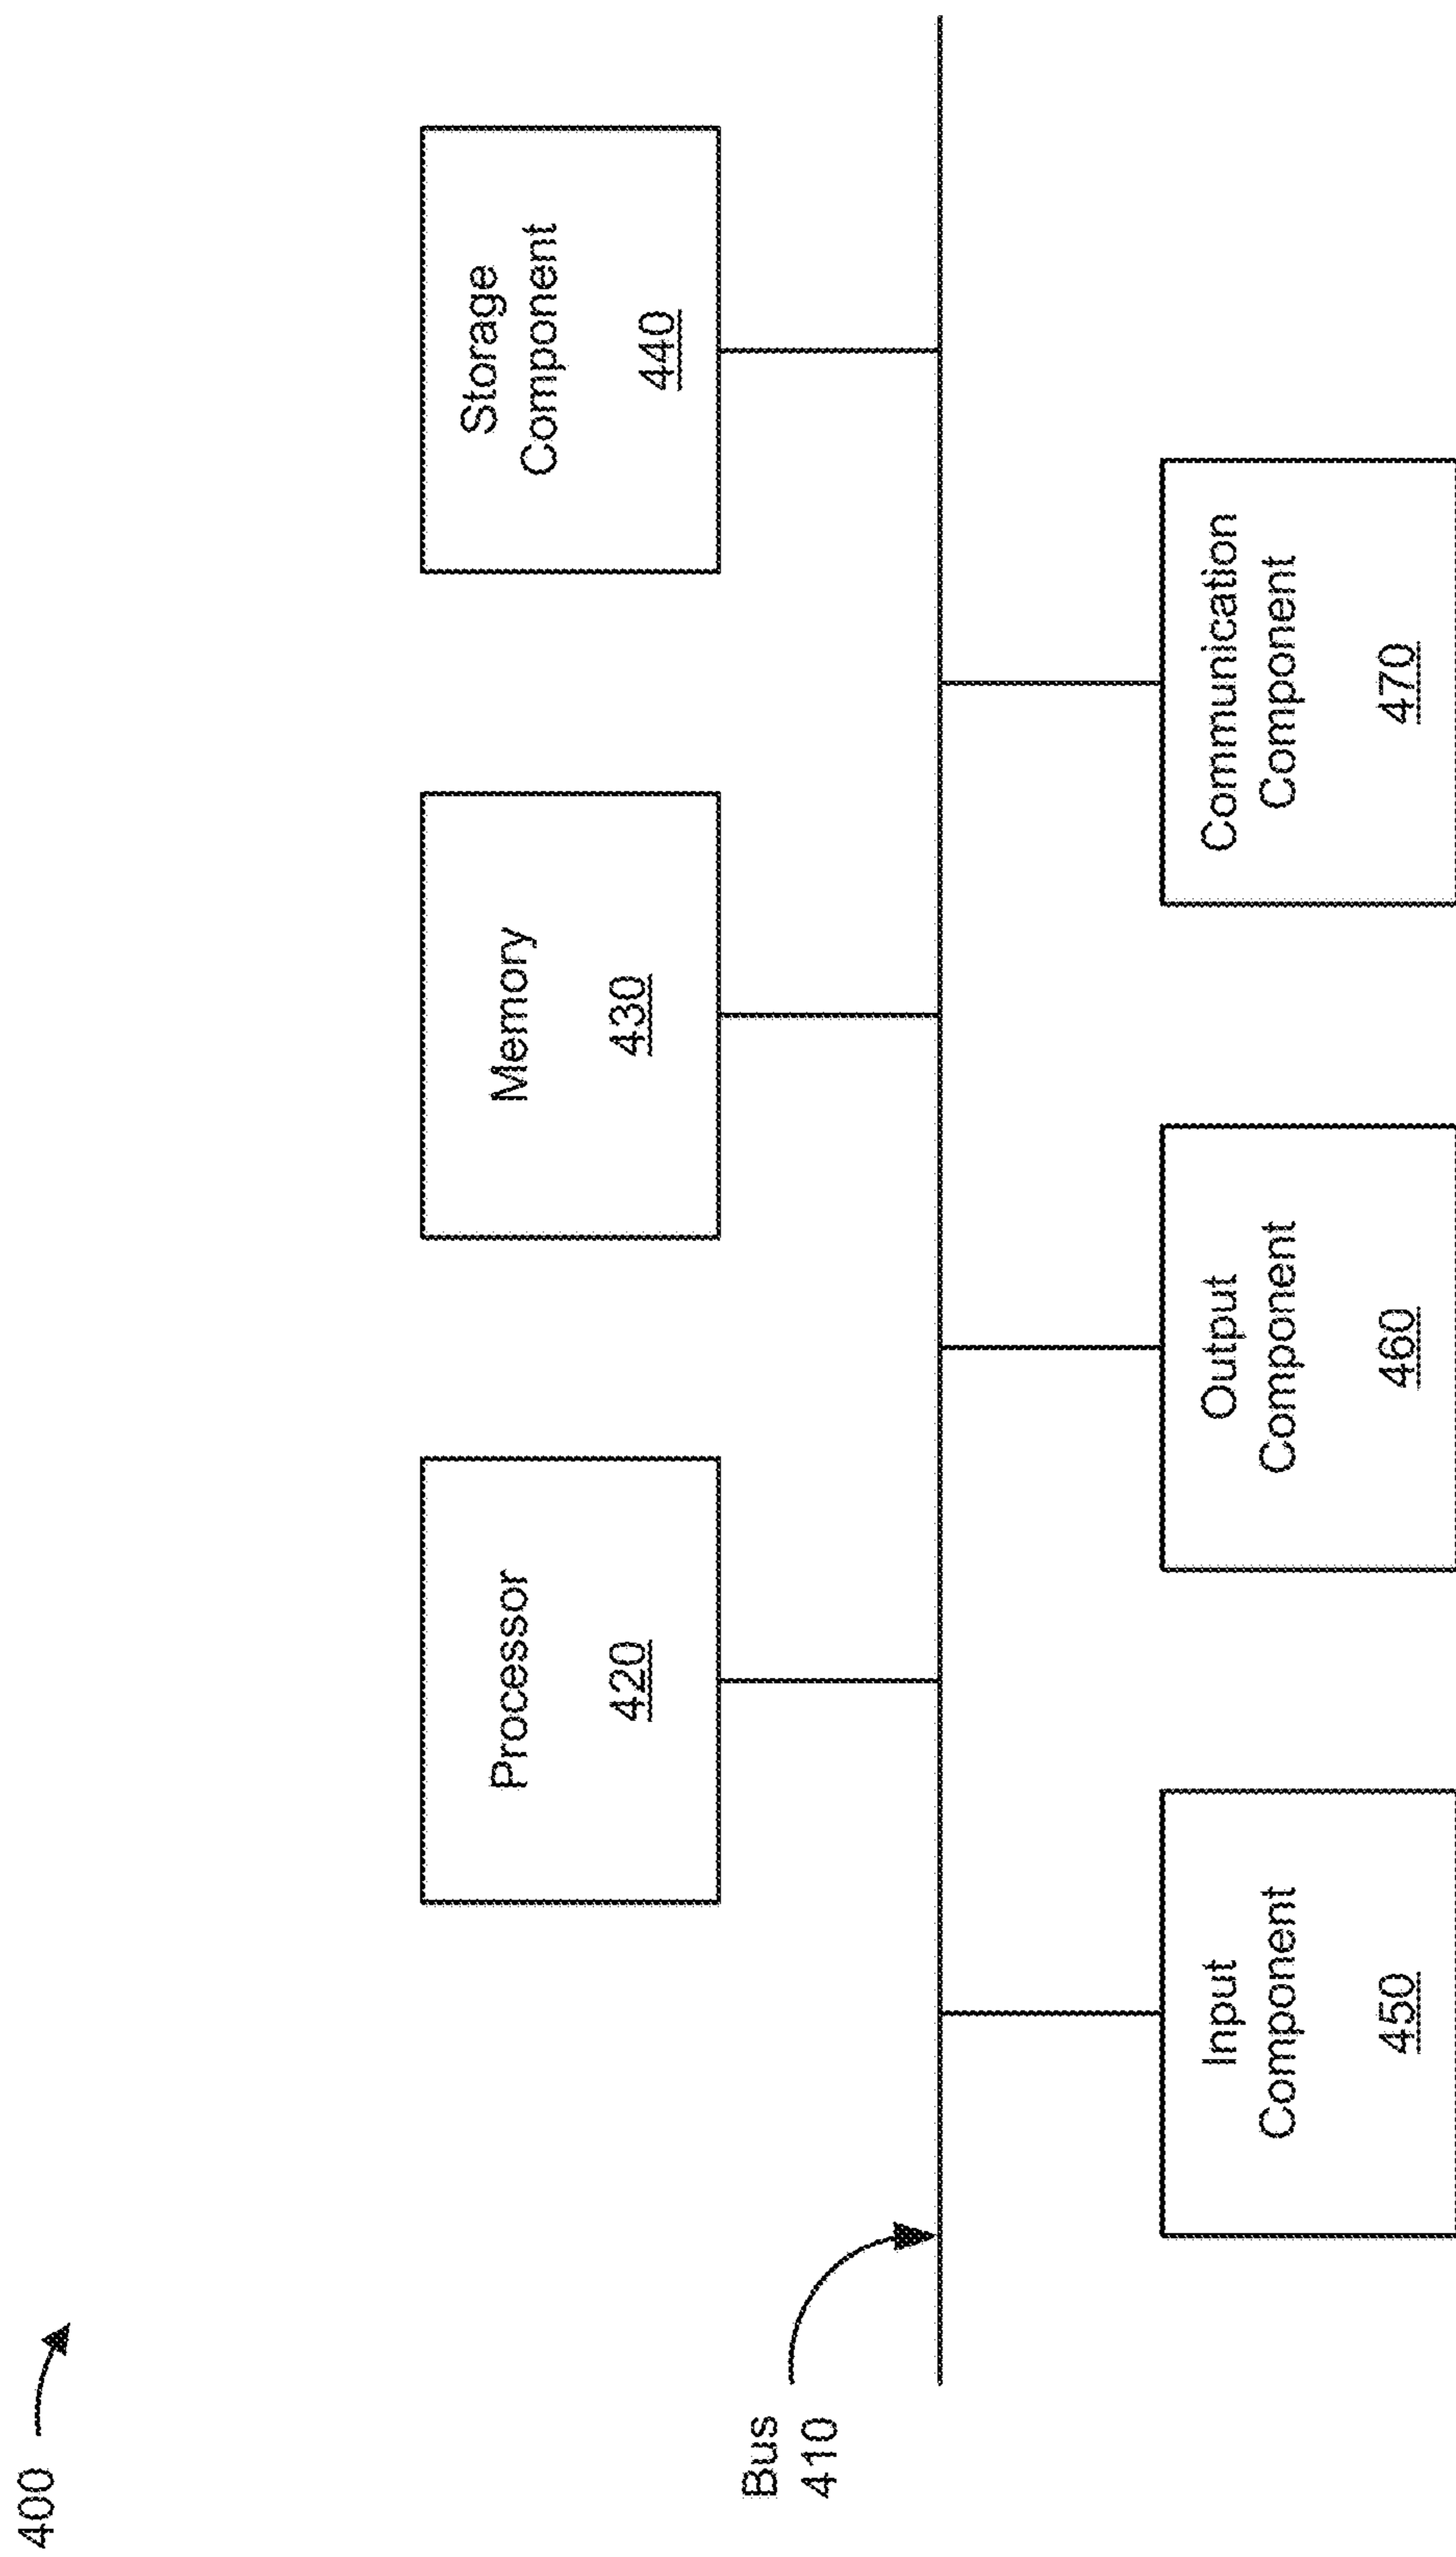 400
Processor
420
Memory
430
Storage
Component
440
Bus
410
Input
Component
450
Output
Component
460
Communication
Component
470